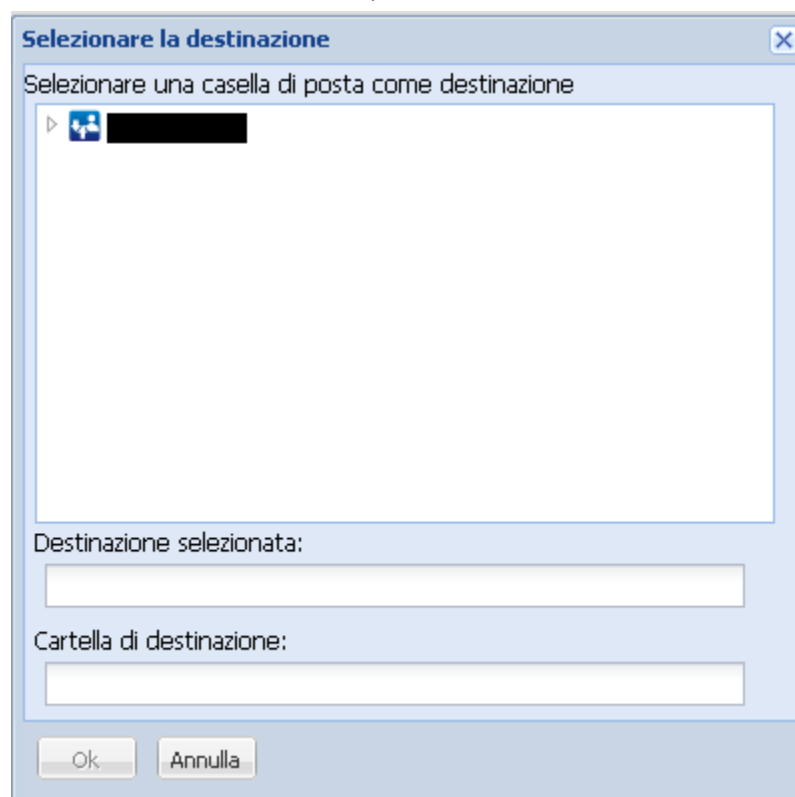 Selezionare la destinazione
Selezionare una casella di posta come destinazione
Destinazione selezionata:
Cartella di destinazione:
Ok Annulla